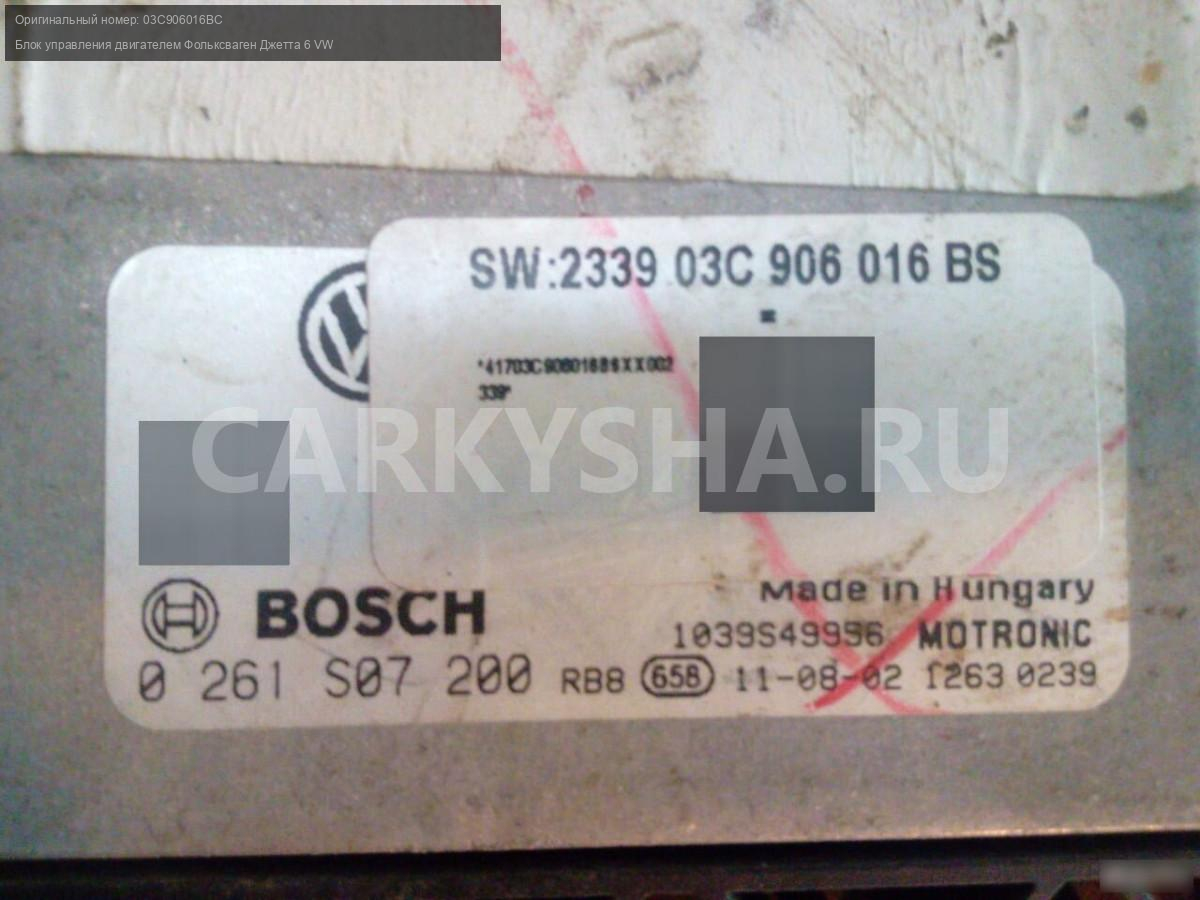 Оригинальный номер: 03C906016BC
Блок управления двигателем Фольксваген Джетта 6 VW
SW:2339 03C 906 016 BS
339*
CARKYSHA.RU
Made in Hungary
BOSCH
1039S49956 MOTRONIC
0 261 S07 200 RB8 658 11-08-02 1263 0239